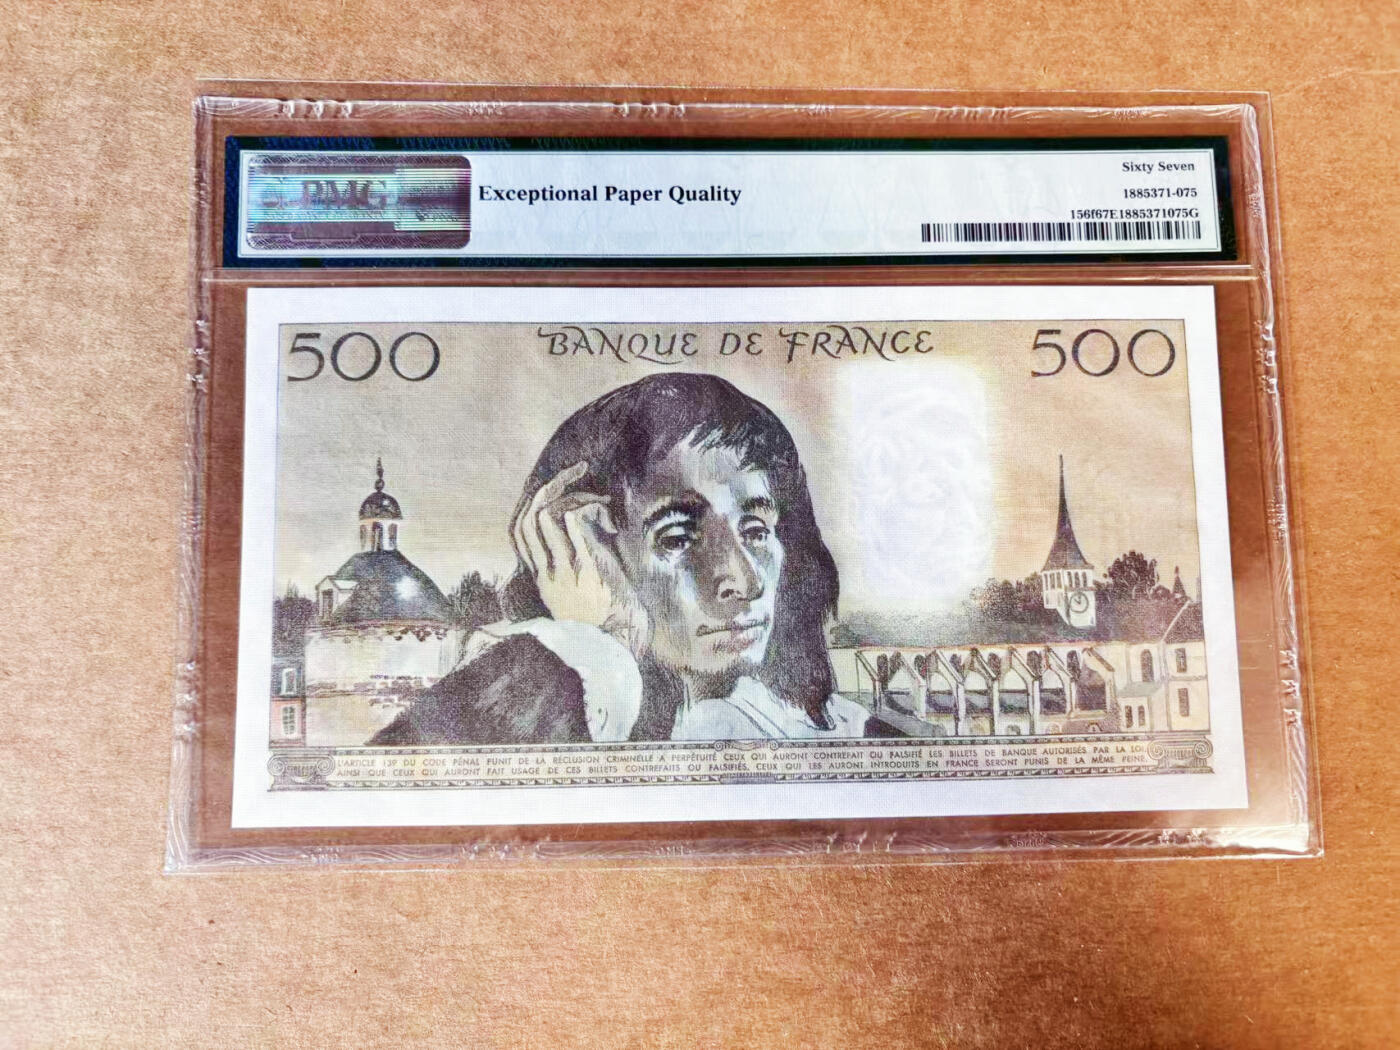 PMG
Exceptional Paper Quality
Sixty Seven
1885371-075
156f67E1885371075G
500 BANQUE DE FRANCE 500
L'ARTICLE 139 DU CODE PÉNAL PUNIT DE LA RÉCLUSION CRIMINELLE A PERPÉTUITÉ CEUX QUI AURONT CONTREFAIT OU FALSIFIÉ LES BILLETS DE BANQUE AUTORISÉS PAR LA LOI,
AINSI QUE CEUX QUI AURONT FAIT USAGE DE CES BILLETS CONTREFAITS OU FALSIFIÉS, CEUX QUI LES AURONT INTRODUITS EN FRANCE SERONT PUNIS DE LA MÊME PEINE.